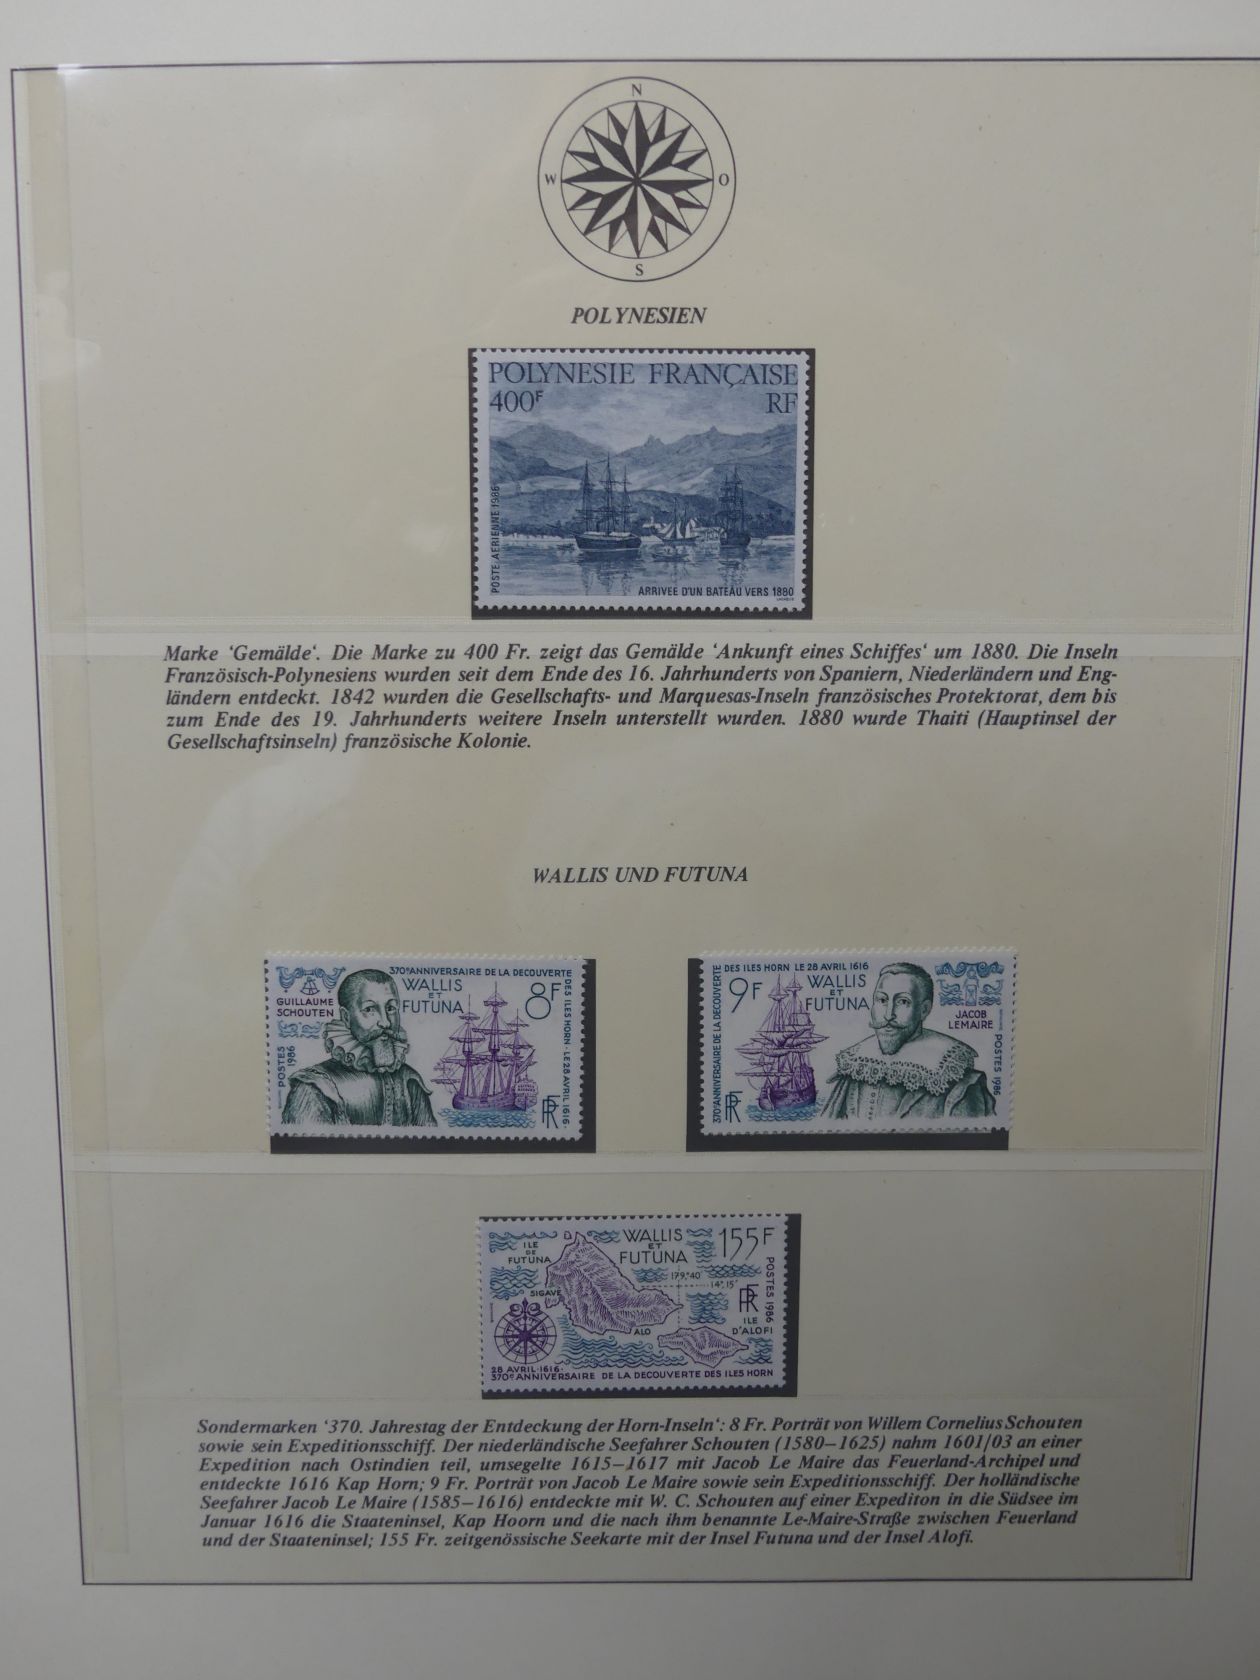 N
W
O
S
POLYNESIEN
POLYNESIE FRANÇAISE
400F
RF
POSTE AERIENNE 1986
ARRIVEE D'UN BATEAU VERS 1880
Marke ‛Gemälde‛. Die Marke zu 400 Fr. zeigt das Gemälde ‛Ankunft eines Schiffes‛ um 1880. Die Inseln
Französisch-Polynesiens wurden seit dem Ende des 16. Jahrhunderts von Spaniern, Niederländern und Eng-
ländern entdeckt. 1842 wurden die Gesellschafts- und Marquesas-Inseln französisches Protektorat, dem bis
zum Ende des 19. Jahrhunderts weitere Inseln unterstellt wurden. 1880 wurde Thaiti (Hauptinsel der
Gesellschaftsinseln) französische Kolonie.
WALLIS UND FUTUNA
370e ANNIVERSAIRE DE LA DECOUVERTE
DES ILES HORN - LE 28 AVRIL 1616 -
GUILLAUME
SCHOUTEN
WALLIS
ET
FUTUNA
8F
POSTES 1986
RF
370e ANNIVERSAIRE DE LA DECOUVERTE
DES ILES HORN LE 28 AVRIL 1616
9F
WALLIS
ET
FUTUNA
JACOB
LEMAIRE
POSTES 1986
RF
ILE
DE
FUTUNA
WALLIS
ET
FUTUNA
155F
179°40'
14°15'
SIGAVE
ALO
RF
POSTES 1986
ILE
D'ALOFI
28 AVRIL 1616
370e ANNIVERSAIRE DE LA DECOUVERTE DES ILES HORN
Sondermarken ‛370. Jahrestag der Entdeckung der Horn-Inseln‛: 8 Fr. Porträt von Willem Cornelius Schouten
sowie sein Expeditionsschiff. Der niederländische Seefahrer Schouten (1580–1625) nahm 1601/03 an einer
Expedition nach Ostindien teil, umsegelte 1615–1617 mit Jacob Le Maire das Feuerland-Archipel und
entdeckte 1616 Kap Horn; 9 Fr. Porträt von Jacob Le Maire sowie sein Expeditionsschiff. Der holländische
Seefahrer Jacob Le Maire (1585–1616) entdeckte mit W. C. Schouten auf einer Expediton in die Südsee im
Januar 1616 die Staateninsel, Kap Hoorn und die nach ihm benannte Le-Maire-Straße zwischen Feuerland
und der Staateninsel; 155 Fr. zeitgenössische Seekarte mit der Insel Futuna und der Insel Alofi.